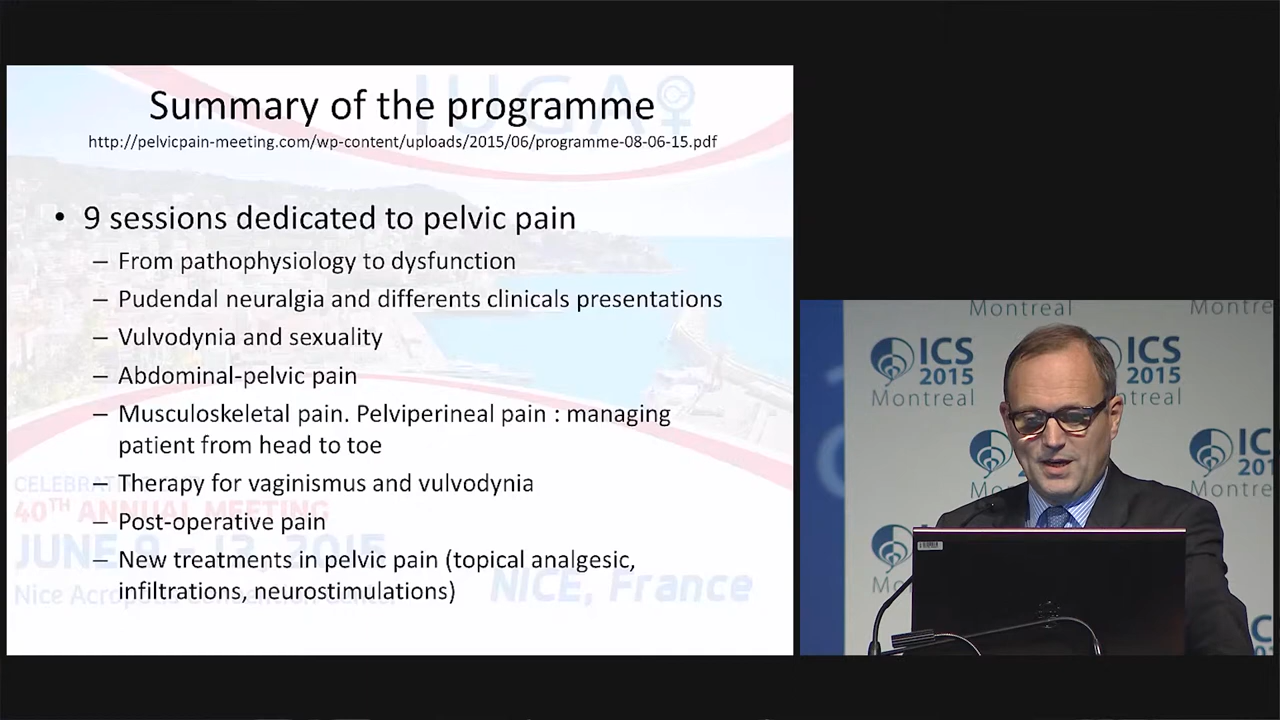 IUGA
Summary of the programme
http://pelvicpain-meeting.com/wp-content/uploads/2015/06/programme-08-06-15.pdf
• 9 sessions dedicated to pelvic pain
– From pathophysiology to dysfunction
– Pudendal neuralgia and differents clinicals presentations
– Vulvodynia and sexuality
– Abdominal-pelvic pain
– Musculoskeletal pain. Pelviperineal pain : managing
patient from head to toe
– Therapy for vaginismus and vulvodynia
– Post-operative pain
– New treatments in pelvic pain (topical analgesic,
infiltrations, neurostimulations)
40TH ANNUAL MEETING
NICE, France
Montreal
ICS
2015
Montreal
ICS
2015